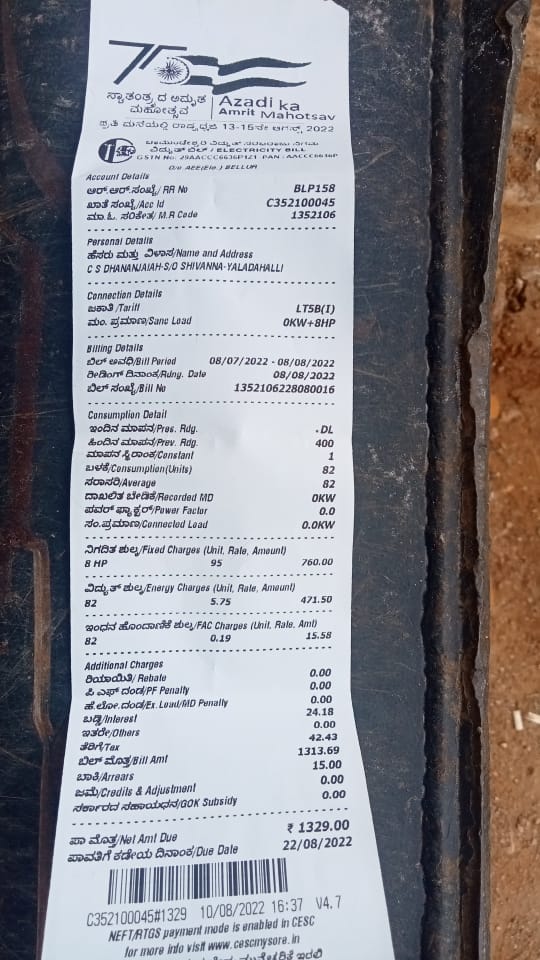 75
ಸ್ವಾತಂತ್ರ್ಯದ ಅಮೃತ ಮಹೋತ್ಸವ
Azadi ka Amrit Mahotsav
ಪ್ರತಿ ಮನೆಯಲ್ಲಿ ರಾಷ್ಟ್ರಧ್ವಜ 13-15ನೇ ಆಗಸ್ಟ್, 2022
ಚಾಮುಂಡೇಶ್ವರಿ ವಿದ್ಯುತ್ ಸರಬರಾಜು ನಿಗಮ
ವಿದ್ಯುತ್ ಬಿಲ್ / ELECTRICITY BILL
GSTN No: 29AACCC6636P1Z1 PAN : AACCC6636P
O/o AEE(Ele.) BELLUR
Account Details
ಆರ್.ಆರ್.ಸಂಖ್ಯೆ/ RR No BLP158
ಖಾತೆ ಸಂಖ್ಯೆ/Acc Id C352100045
ಮಾ.ಓ. ಸಂಕೇತ/ M.R Code 1352106
Personal Details
ಹೆಸರು ಮತ್ತು ವಿಳಾಸ/Name and Address
C S DHANANJAIAH-S/O SHIVANNA-YALADAHALLI
Connection Details
ಜಕಾತಿ /Tariff LT5B(I)
ಮಂ. ಪ್ರಮಾಣ/Sanc Load 0KW+8HP
Billing Details
ಬಿಲ್ ಅವಧಿ/Bill Period 08/07/2022 - 08/08/2022
ರೀಡಿಂಗ್ ದಿನಾಂಕ/Rdng. Date 08/08/2022
ಬಿಲ್ ಸಂಖ್ಯೆ/Bill No 1352106228080016
Consumption Detail
ಇಂದಿನ ಮಾಪನ/Pres. Rdg. .DL
ಹಿಂದಿನ ಮಾಪನ/Prev. Rdg. 400
ಮಾಪನ ಸ್ಥಿರಾಂಕ/Constant 1
ಬಳಕೆ/Consumption(Units) 82
ಸರಾಸರಿ/Average 82
ದಾಖಲಿತ ಬೇಡಿಕೆ/Recorded MD 0KW
ಪವರ್ ಫ್ಯಾಕ್ಟರ್/Power Factor 0.0
ಸಂ.ಪ್ರಮಾಣ/Connected Load 0.0KW
ನಿಗದಿತ ಶುಲ್ಕ/Fixed Charges (Unit, Rate, Amount)
8 HP 95 760.00
ವಿದ್ಯುತ್ ಶುಲ್ಕ/Energy Charges (Unit, Rate, Amount)
82 5.75 471.50
ಇಂಧನ ಹೊಂದಾಣಿಕೆ ಶುಲ್ಕ/FAC Charges (Unit, Rate, Amt)
82 0.19 15.58
Additional Charges
ರಿಯಾಯಿತಿ/ Rebate 0.00
ಪಿ ಎಫ್ ದಂಡ/PF Penalty 0.00
ಹೆ.ಲೋ.ದಂಡ/Ex. Load/MD Penalty 0.00
ಬಡ್ಡಿ/Interest 24.18
ಇತರೇ/Others 0.00
ತೆರಿಗೆ/Tax 42.43
ಬಿಲ್ ಮೊತ್ತ/Bill Amt 1313.69
ಬಾಕಿ/Arrears 15.00
ಜಮೆ/Credits & Adjustment 0.00
ಸರ್ಕಾರದ ಸಹಾಯಧನ/GOK Subsidy 0.00
ಪಾ ಮೊತ್ತ/Net Amt Due ₹ 1329.00
ಪಾವತಿಗೆ ಕಡೇಯ ದಿನಾಂಕ/Due Date 22/08/2022
C352100045#1329 10/08/2022 16:37 V4.7
NEFT/RTGS payment mode is enabled in CESC
for more info visit www.cescmysore.in